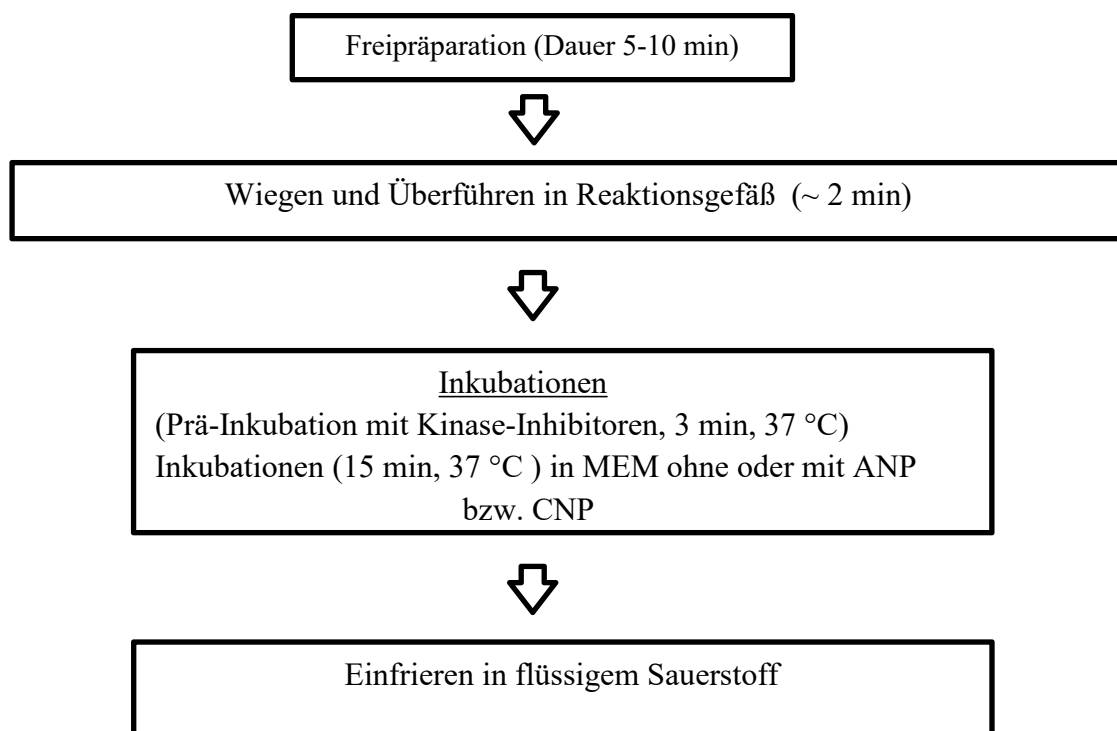 Freipräparation (Dauer 5-10 min)
Wiegen und Überführen in Reaktionsgefäß (~ 2 min)
Inkubationen
(Prä-Inkubation mit Kinase-Inhibitoren, 3 min, 37 °C)
Inkubationen (15 min, 37 °C ) in MEM ohne oder mit ANP
bzw. CNP
Einfrieren in flüssigem Sauerstoff